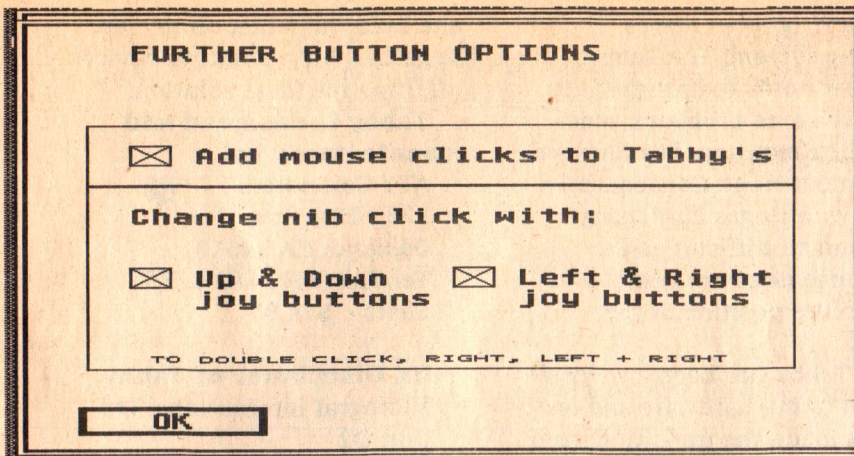 FURTHER BUTTON OPTIONS
Add mouse clicks to Tabby's
Change nib click with:
Up & Down
joy buttons
Left & Right
joy buttons
TO DOUBLE CLICK, RIGHT, LEFT + RIGHT
OK